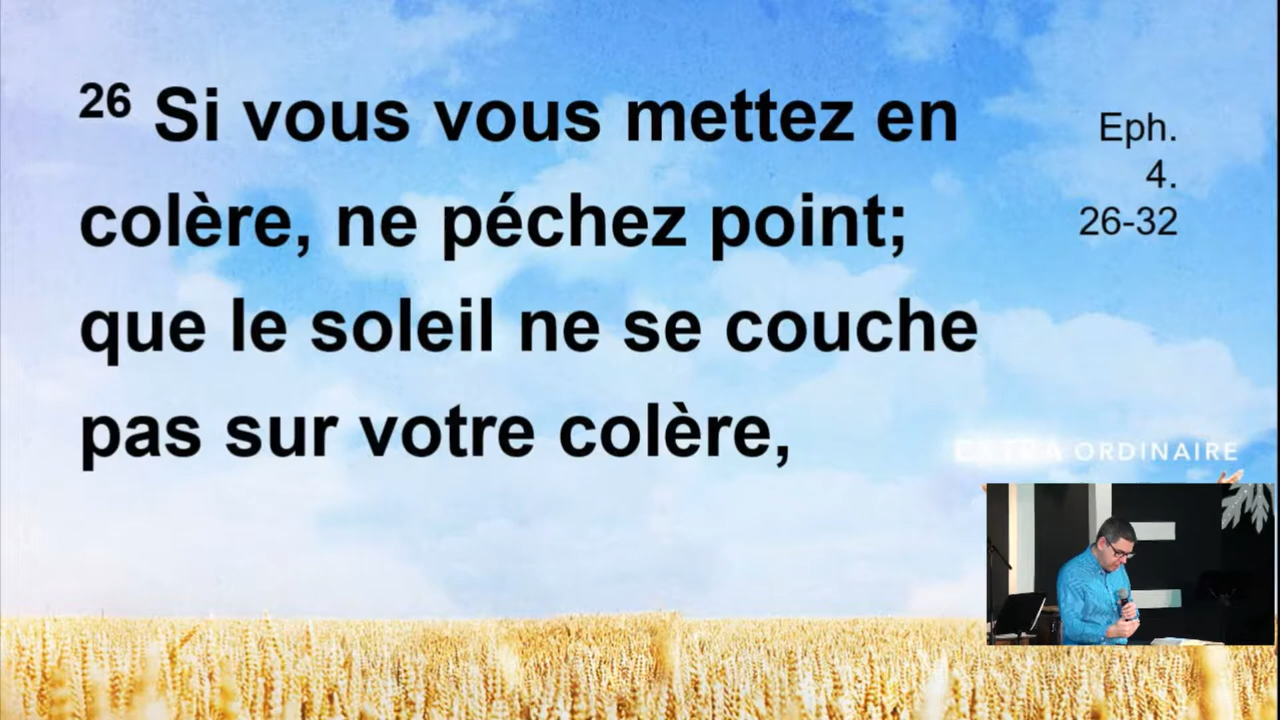 26 Si vous vous mettez en
colère, ne péchez point;
que le soleil ne se couche
pas sur votre colère,
Eph.
4.
26-32
EXTRA ORDINAIRE